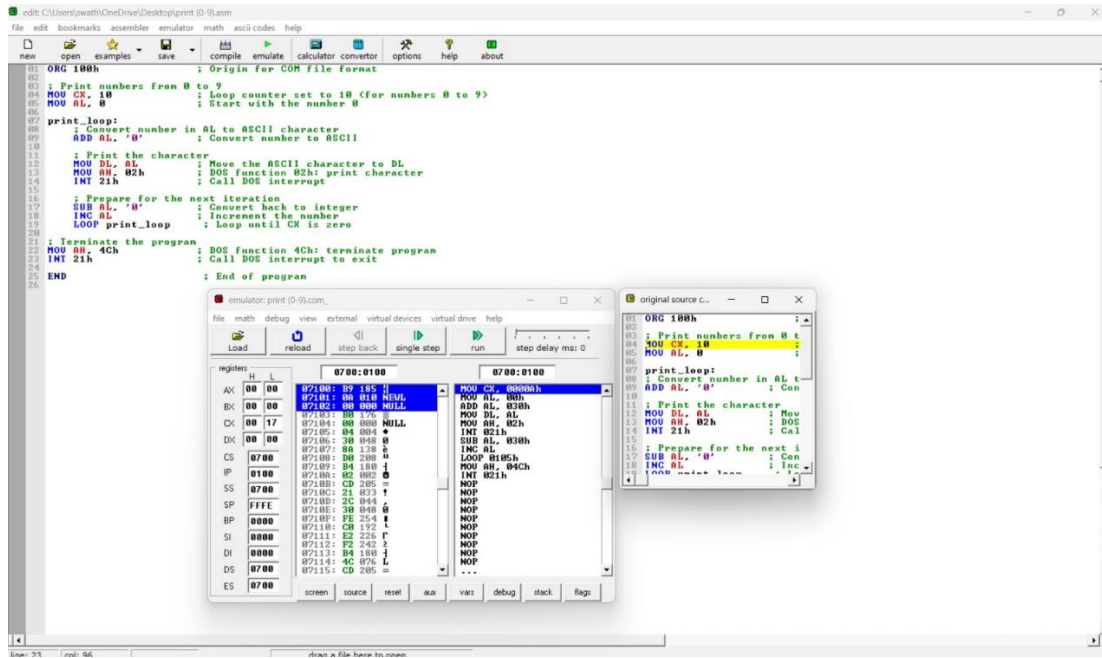 edit: C:\Users\swath\OneDrive\Desktop\print (0-9).asm
file edit bookmarks assembler emulator math ascii codes help
new open examples save compile emulate calculator convertor options help about
01 ORG 100h ; Origin for COM file format
02
03 ; Print numbers from 0 to 9
04 MOV CX, 10 ; Loop counter set to 10 (for numbers 0 to 9)
05 MOV AL, 0 ; Start with the number 0
06
07 print_loop:
08 ; Convert number in AL to ASCII character
09 ADD AL, '0' ; Convert number to ASCII
10
11 ; Print the character
12 MOV DL, AL ; Move the ASCII character to DL
13 MOV AH, 02h ; DOS function 02h: print character
14 INT 21h ; Call DOS interrupt
15
16 ; Prepare for the next iteration
17 SUB AL, '0' ; Convert back to integer
18 INC AL ; Increment the number
19 LOOP print_loop ; Loop until CX is zero
20
21 ; Terminate the program
22 MOV AH, 4Ch ; DOS function 4Ch: terminate program
23 INT 21h ; Call DOS interrupt to exit
24
25 END ; End of program
26
emulator: print (0-9).com_
file math debug view external virtual devices virtual drive help
Load reload step back single step run step delay ms: 0
registers
H L
AX 00 00
BX 00 00
CX 00 17
DX 00 00
CS 0700
IP 0100
SS 0700
SP FFFE
BP 0000
SI 0000
DI 0000
DS 0700
ES 0700
0700:0100
07100: B9 185 ╣
07101: 0A 010 NEWL
07102: 00 000 NULL
07103: B0 176 ░
07104: 00 000 NULL
07105: 04 004 ♦
07106: 30 048 0
07107: 8A 138 è
07108: D0 208 ╨
07109: B4 180 ┤
0710A: 02 002 ☻
0710B: CD 205 =
0710C: 21 033 !
0710D: 2C 044 ,
0710E: 30 048 0
0710F: FE 254 ■
07110: C0 192 └
07111: E2 226 Γ
07112: F2 242 ≥
07113: B4 180 ┤
07114: 4C 076 L
07115: CD 205 =
0700:0100
MOV CX, 0000Ah
MOV AL, 00h
ADD AL, 030h
MOV DL, AL
MOV AH, 02h
INT 021h
SUB AL, 030h
INC AL
LOOP 0105h
MOV AH, 04Ch
INT 021h
NOP
NOP
NOP
NOP
NOP
NOP
NOP
NOP
NOP
NOP
...
screen source reset aux vars debug stack flags
original source c...
01 ORG 100h ;
02
03 ; Print numbers from 0 t
04 MOV CX, 10 ;
05 MOV AL, 0 ;
06
07 print_loop:
08 ; Convert number in AL t
09 ADD AL, '0' ; Con
10
11 ; Print the character
12 MOV DL, AL ; Mov
13 MOV AH, 02h ; DOS
14 INT 21h ; Cal
15
16 ; Prepare for the next i
17 SUB AL, '0' ; Con
18 INC AL ; Inc
19 LOOP print_loop ; Lo
line: 23 col: 96 drag a file here to open